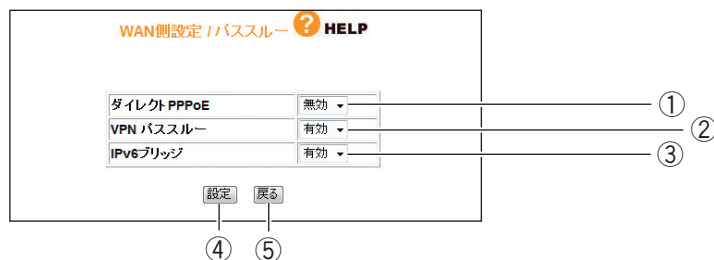 WAN側設定 / パススルー ? HELP
ダイレクトPPPoE 無効 ①
VPN パススルー 有効 ②
IPv6ブリッジ 有効 ③
設定 戻る
④ ⑤